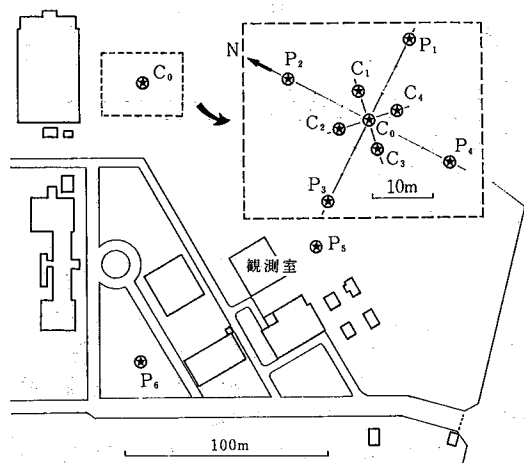 C₀
N
P₁
P₂
C₁
C₄
C₂
C₀
C₃
P₄
P₃
10m
P₅
観測室
P₆
100m